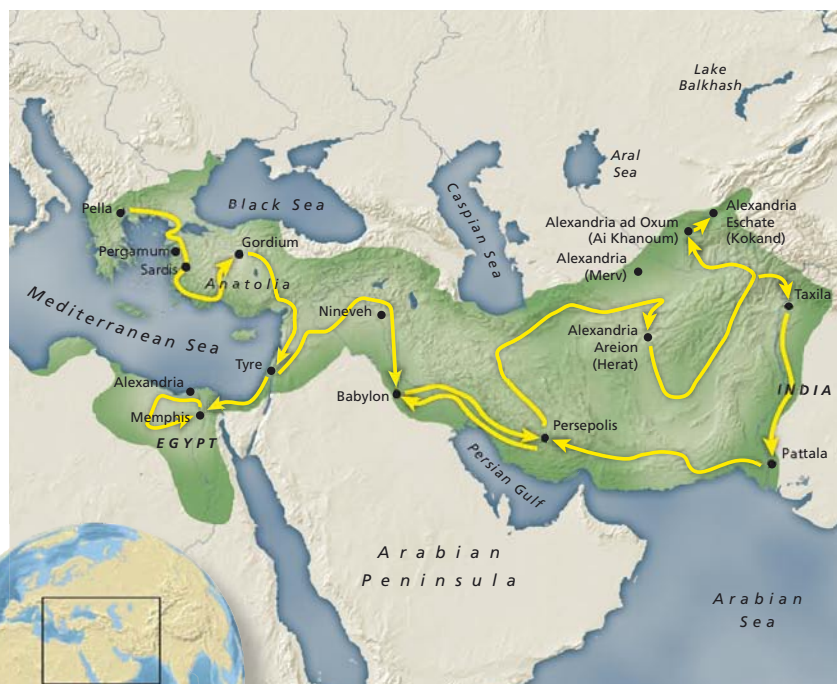 Lake
Balkhash
Aral
Sea
Caspian Sea
Black Sea
Pella
Alexandria
Eschate
(Kokand)
Alexandria ad Oxum
(Ai Khanoum)
Gordium
Pergamum
Sardis
Anatolia
Alexandria
(Merv)
Taxila
Mediterranean Sea
Nineveh
Alexandria
Areion
(Herat)
Tyre
Alexandria
Babylon
INDIA
Memphis
EGYPT
Persepolis
Pattala
Persian Gulf
Arabian
Peninsula
Arabian
Sea